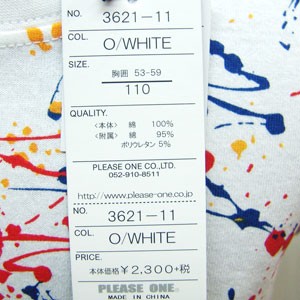 NO. 3621-11
COL. O/WHITE
SIZE.
胸囲 53-59
110
QUALITY.
<本体> 綿 100%
<附属> 綿 95%
ポリウレタン 5%
PLEASE ONE CO.,LTD.
052-910-8511
http://www.please-one.co.jp
NO. 3621-11
COL. O/WHITE
PRICE.
本体価格¥2,300+税
PLEASE ONE.
MADE IN CHINA